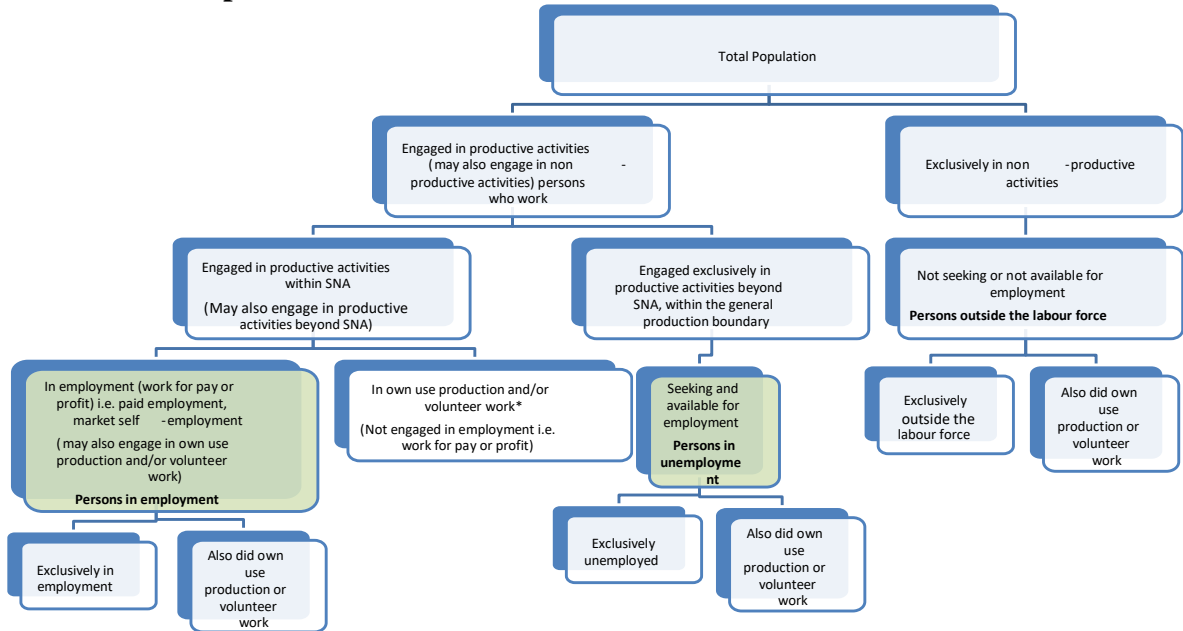 Total Population
Engaged in productive activities
(may also engage in non -
productive activities) persons
who work
Exclusively in non -productive
activities
Engaged in productive activities
within SNA
(May also engage in productive
activities beyond SNA)
Engaged exclusively in
productive activities beyond
SNA, within the general
production boundary
Not seeking or not available for
employment
Persons outside the labour force
In employment (work for pay or
profit) i.e. paid employment,
market self -employment
(may also engage in own use
production and/or volunteer
work)
Persons in employment
In own use production and/or
volunteer work*
(Not engaged in employment i.e.
work for pay or profit)
Seeking and
available for
employment
Persons in
unemployme
nt
Exclusively
outside the
labour force
Also did own
use
production or
volunteer
work
Exclusively in
employment
Also did own
use
production or
volunteer
work
Exclusively
unemployed
Also did own
use
production or
volunteer
work